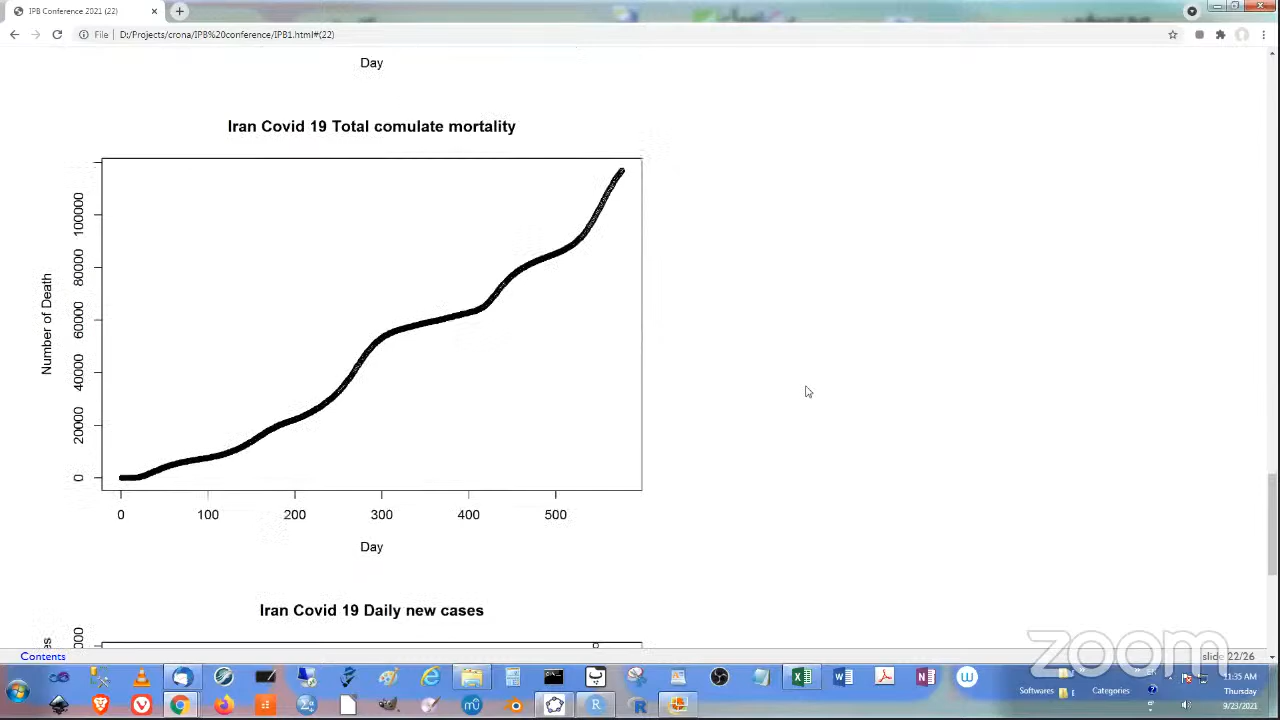 IPB Conference 2021 (22)
File D:/Projects/crona/IPB%20conference/IPB1.html#(22)
Day
Iran Covid 19 Total comulate mortality
Number of Death
0 20000 40000 60000 80000 100000
0 100 200 300 400 500
Day
Iran Covid 19 Daily new cases
zoom
Contents
slide 22/26
Softwares
Categories
11:35 AM
Thursday
9/23/2021